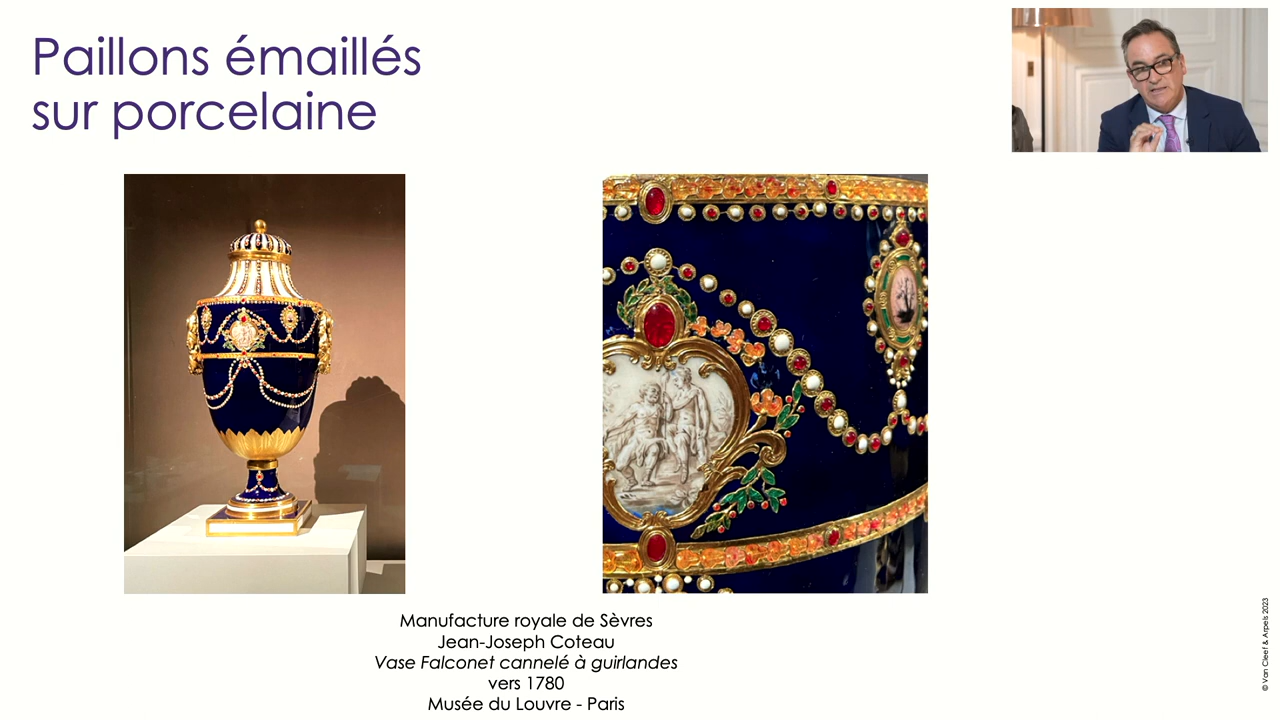 Paillons émaillés
sur porcelaine
Manufacture royale de Sèvres
Jean-Joseph Coteau
Vase Falconet cannelé à guirlandes
vers 1780
Musée du Louvre - Paris
© Van Cleef & Arpels 2023